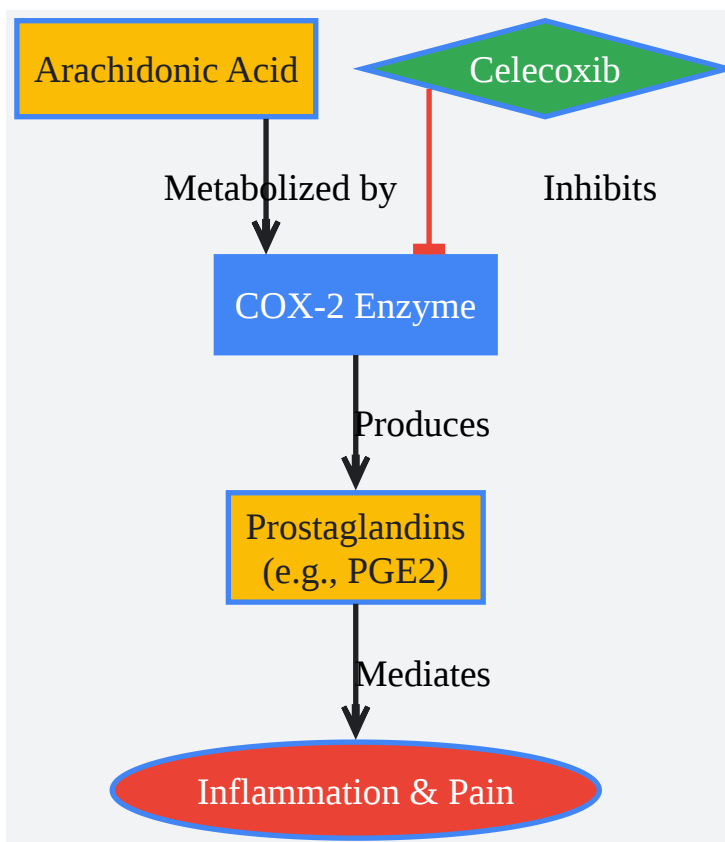 Arachidonic Acid
Celecoxib
Metabolized by
Inhibits
COX-2 Enzyme
Produces
Prostaglandins
(e.g., PGE2)
Mediates
Inflammation & Pain